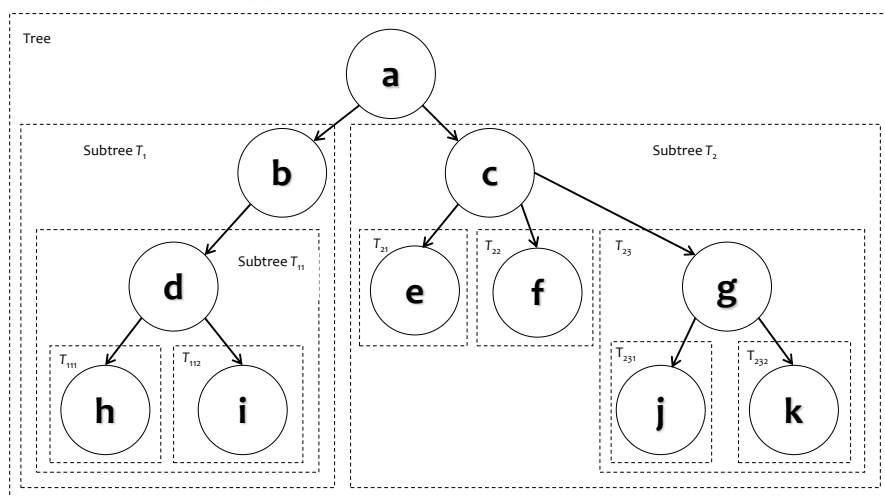 Tree
a
Subtree T1
b
c
Subtree T2
d
Subtree T11
T21
e
T22
f
T23
g
T111
h
T112
i
T231
j
T232
k